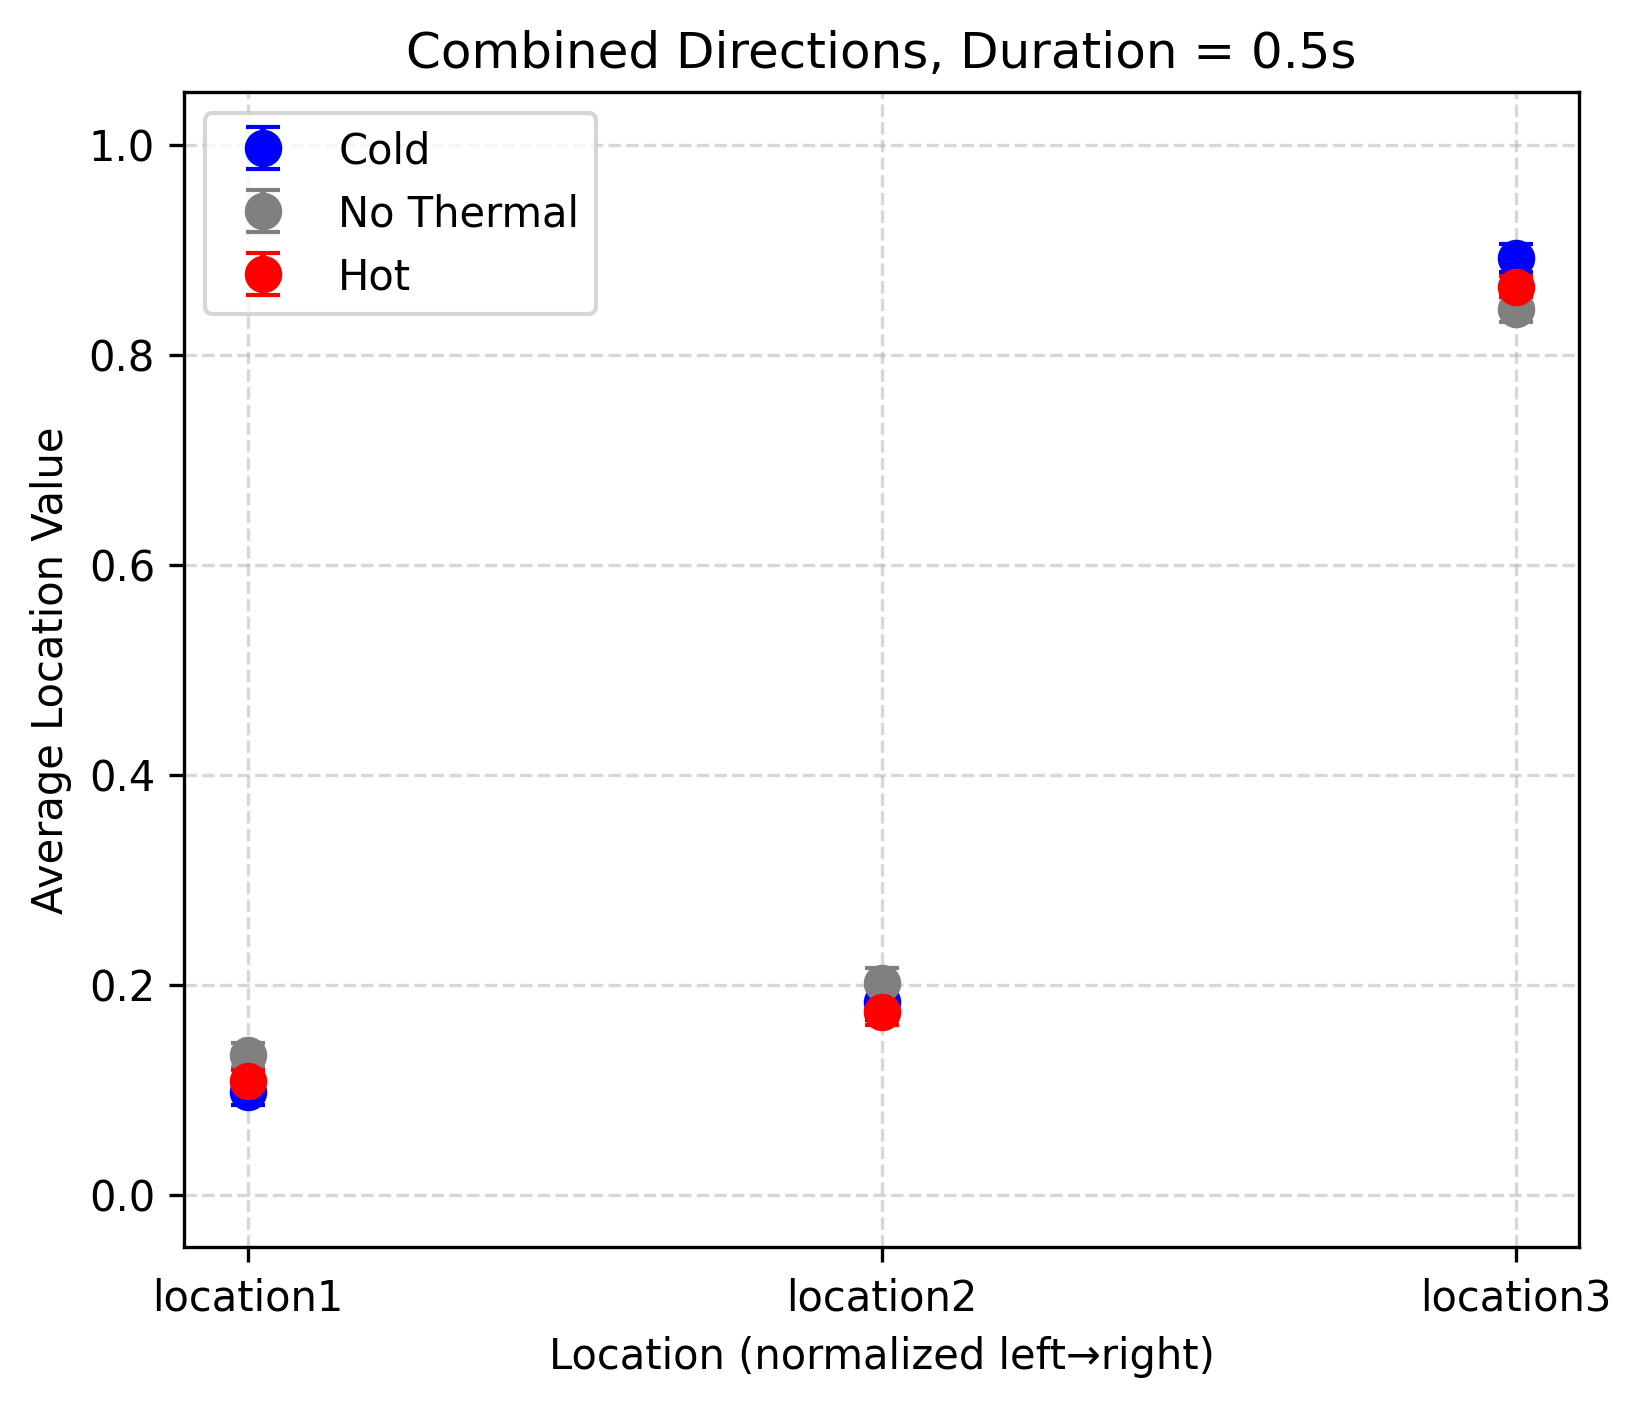 Combined Directions, Duration = 0.5s
Cold
No Thermal
Hot
1.0
0.8
0.6
0.4
0.2
0.0
Average Location Value
location1 location2 location3
Location (normalized left→right)